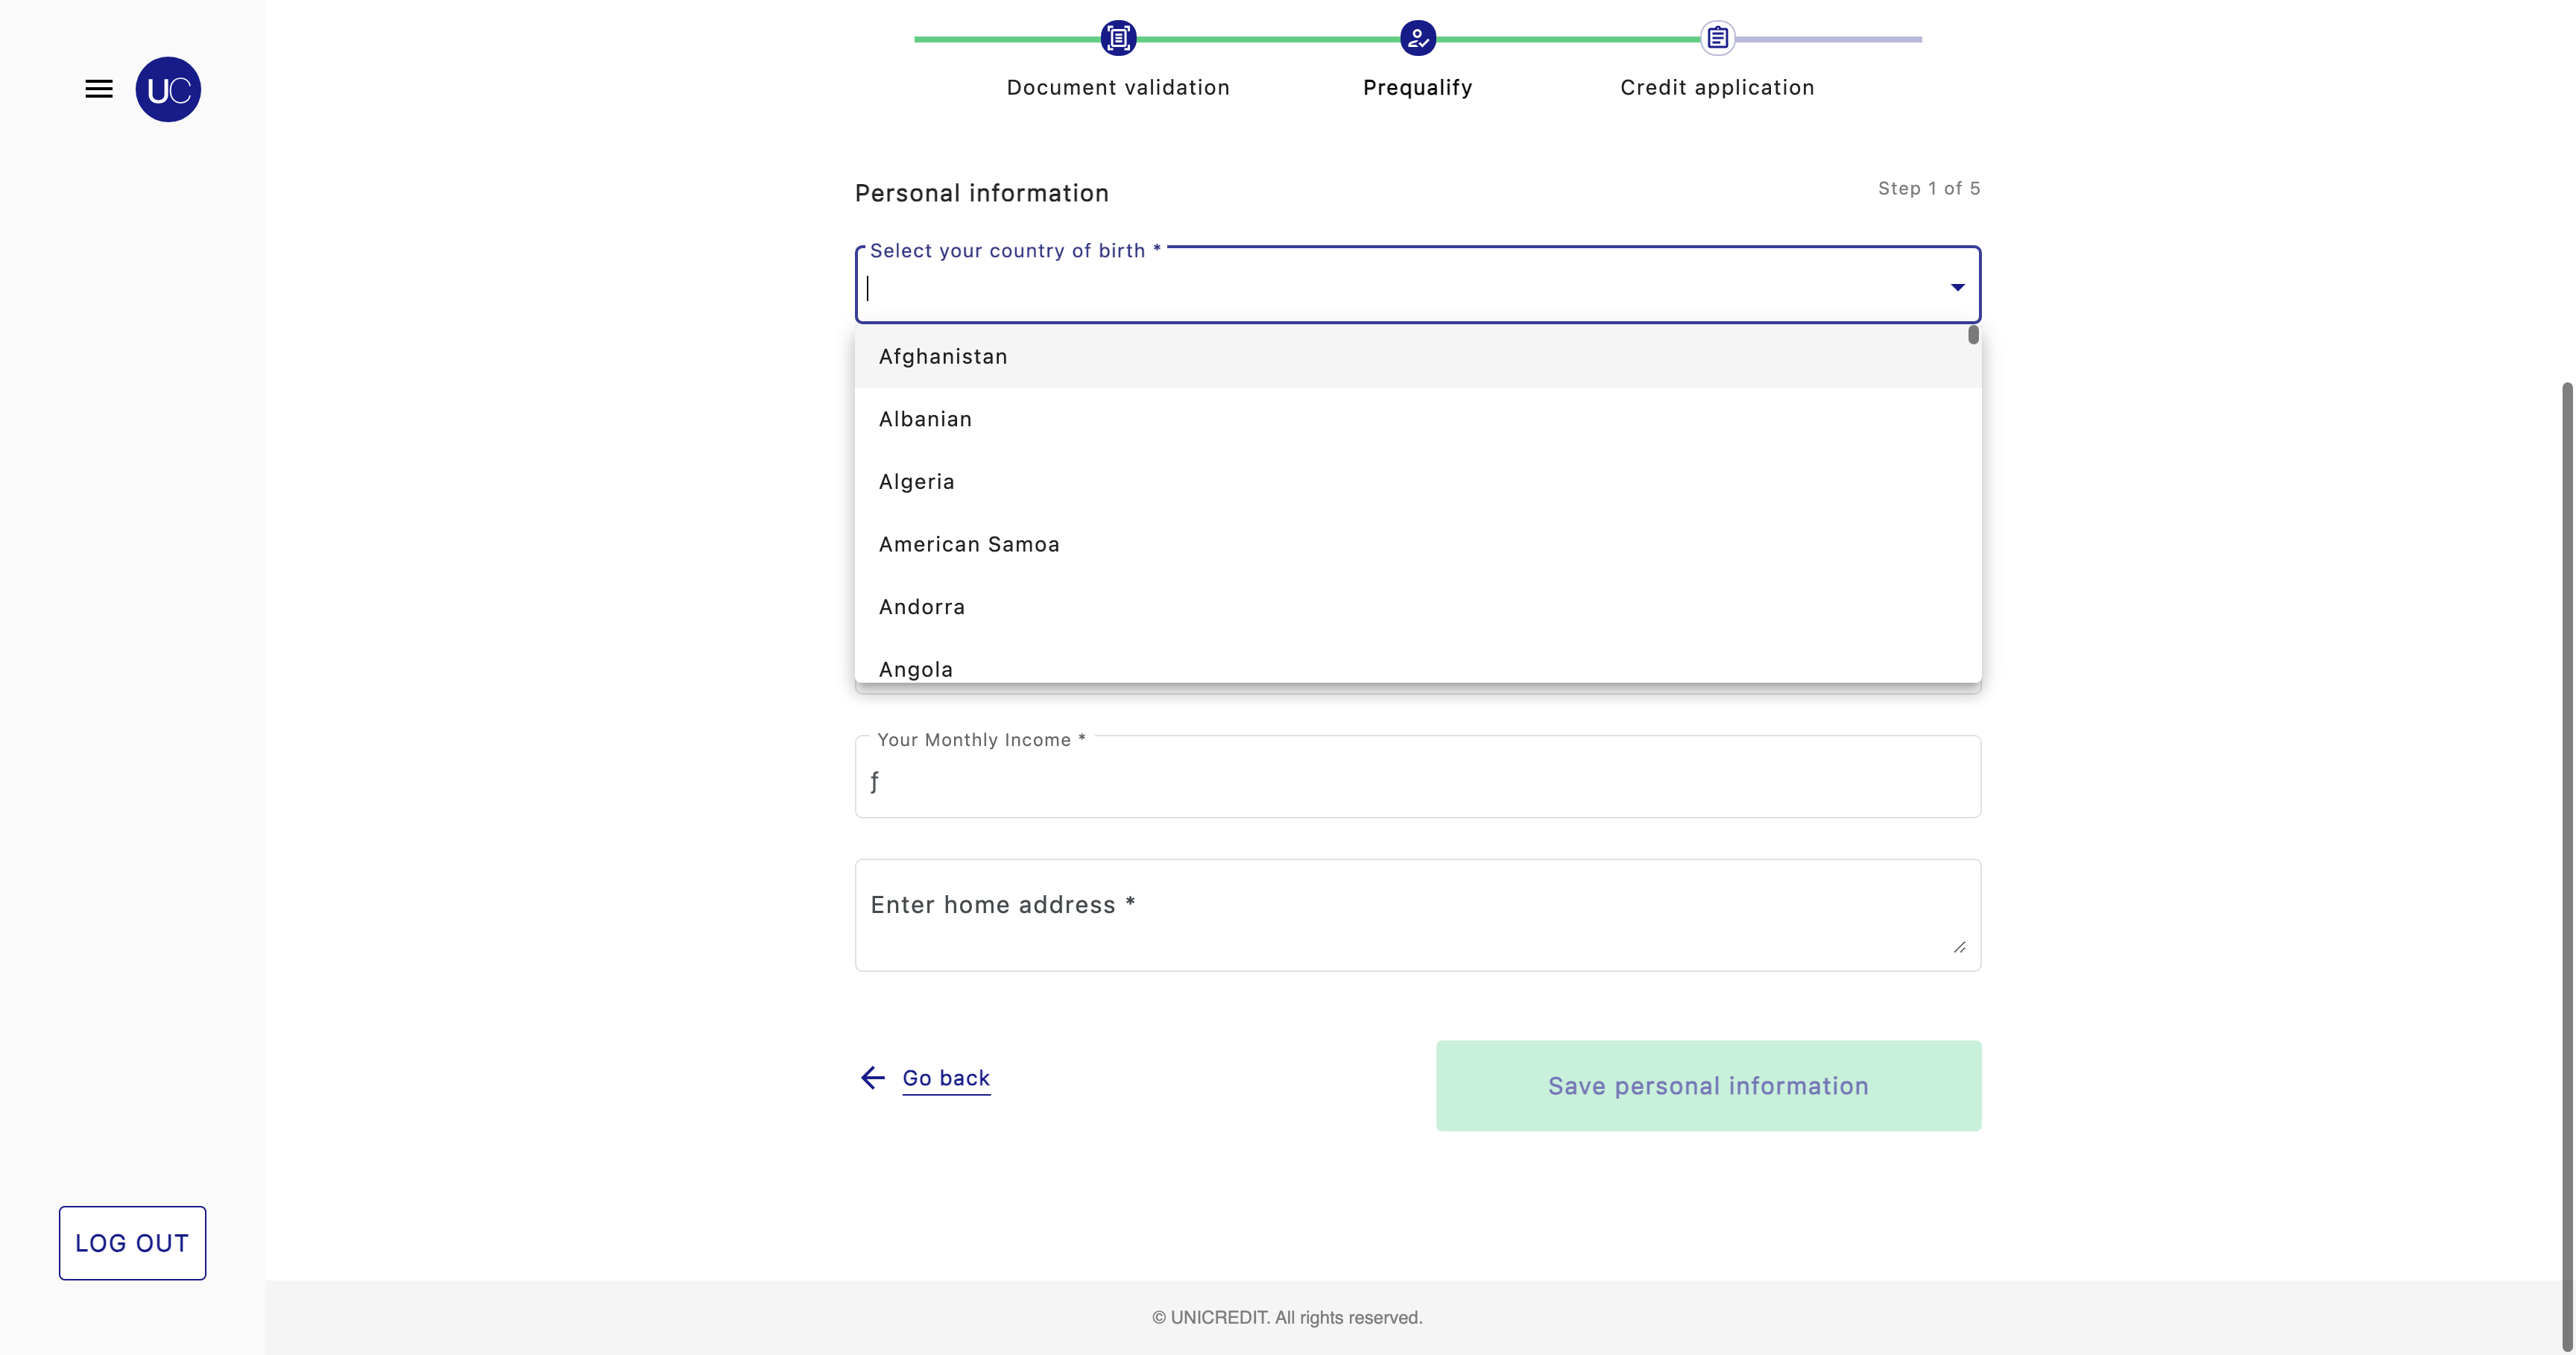 UC
Document validation
Prequalify
Credit application
Personal information
Step 1 of 5
Select your country of birth *
Afghanistan
Albanian
Algeria
American Samoa
Andorra
Angola
Your Monthly Income *
ƒ
Enter home address *
Go back
Save personal information
LOG OUT
© UNICREDIT. All rights reserved.